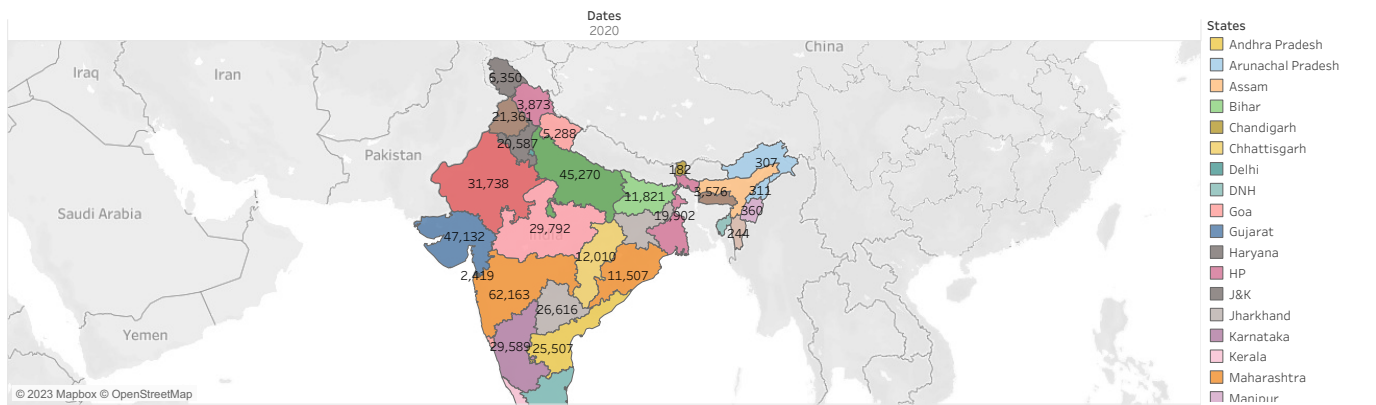 Dates
2020
States
Andhra Pradesh
Arunachal Pradesh
Assam
Bihar
Chandigarh
Chhattisgarh
Delhi
DNH
Goa
Gujarat
Haryana
HP
J&K
Jharkhand
Karnataka
Kerala
Maharashtra
Manipur
China
Iraq
Iran
Pakistan
Saudi Arabia
Yemen
5,350
3,873
21,361
5,288
20,587
45,270
31,738
182
307
3,576
311
11,821
360
19,902
29,792
244
47,132
12,010
2,419
11,507
62,163
26,616
29,589
25,507
© 2023 Mapbox © OpenStreetMap